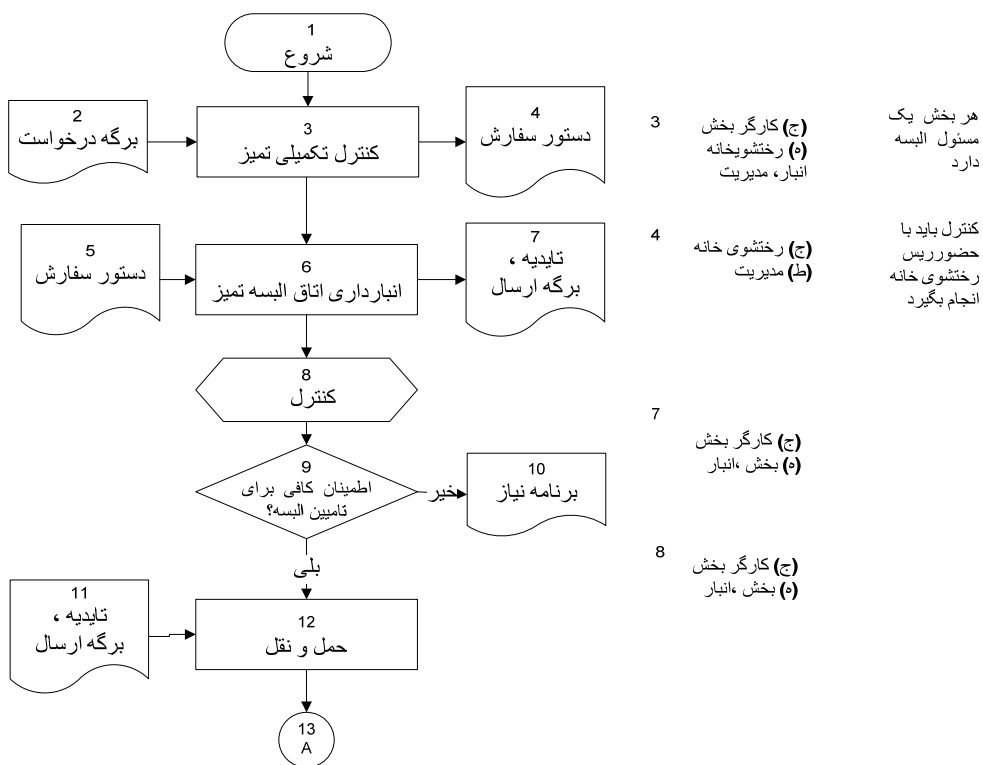 1
شروع
2
برگه درخواست
3
کنترل تکمیلی تمیز
4
دستور سفارش
3
(ج) کارگر بخش
(ه) رختشویخانه
انبار، مدیریت
هر بخش یک
مسئول البسه
دارد
5
دستور سفارش
6
انبارداری اتاق البسه تمیز
7
تایدیه ،
برگه ارسال
4
(ج) رختشوی خانه
(ط) مدیریت
کنترل باید با
حضورریس
رختشوی خانه
انجام بگیرد
8
کنترل
9
اطمینان کافی برای
تامیین البسه؟
خیر
10
برنامه نیاز
7
(ج) کارگر بخش
(ه) بخش ،انبار
بلی
8
(ج) کارگر بخش
(ه) بخش ،انبار
11
تایدیه ،
برگه ارسال
12
حمل و نقل
13
A